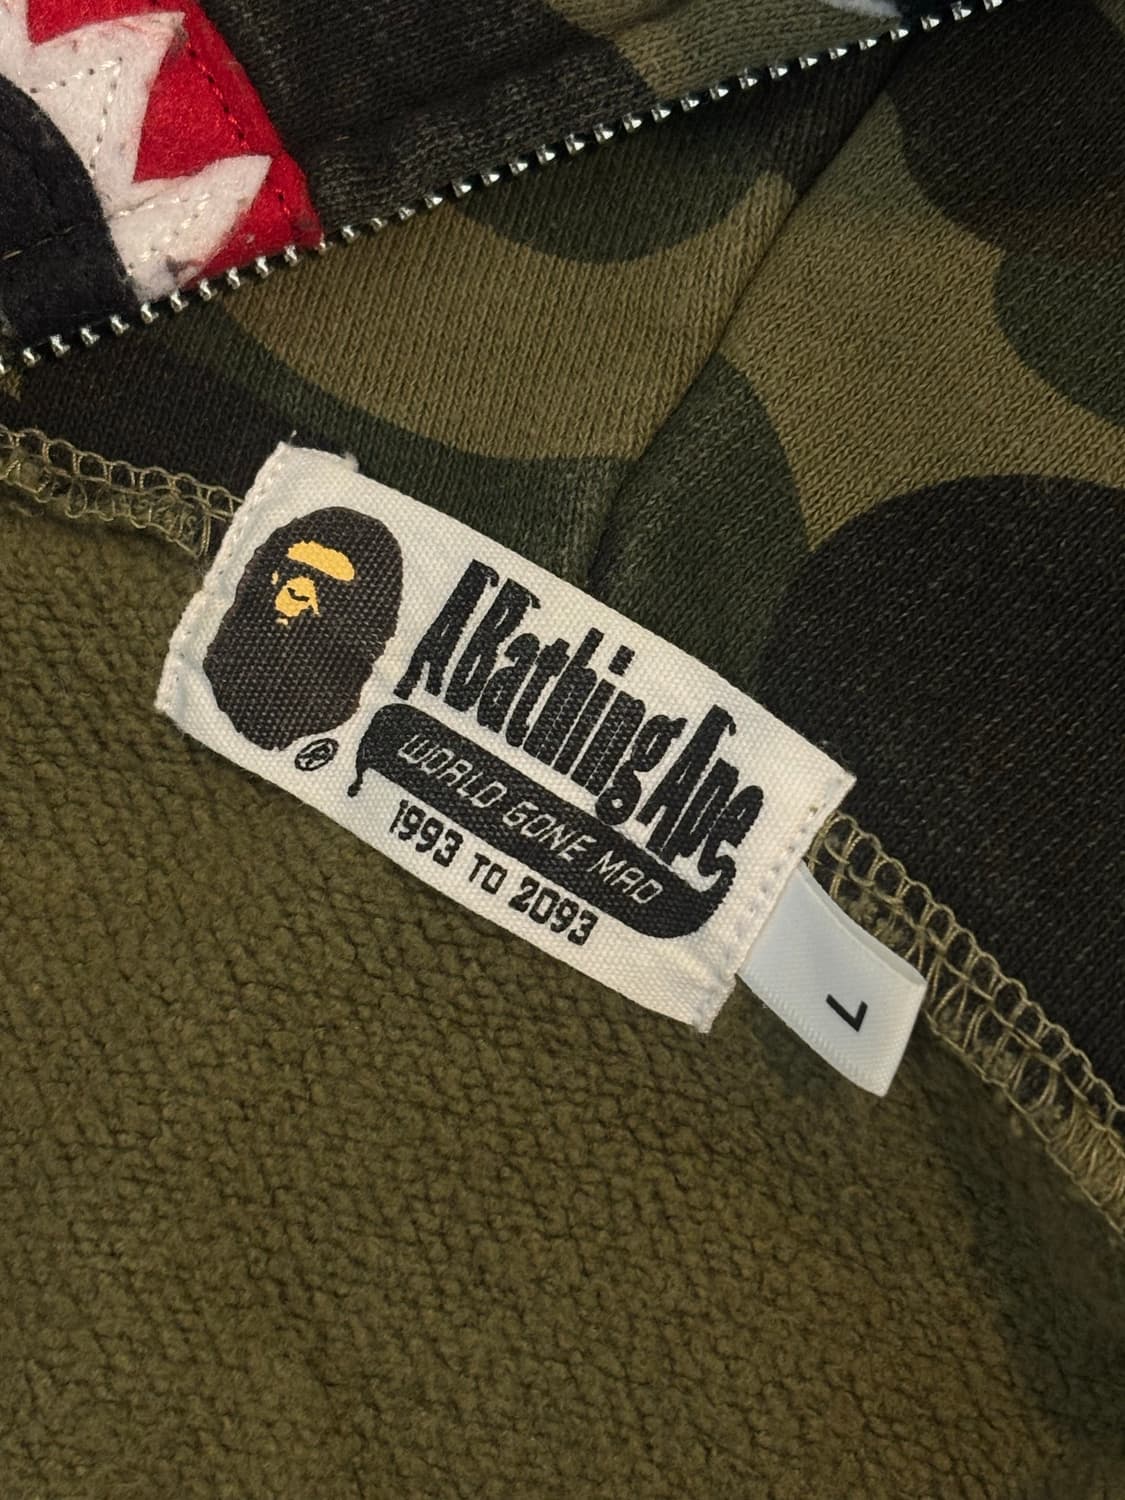 A Bathing Ape
WORLD GONE MAD
1993 TO 2093
®
L